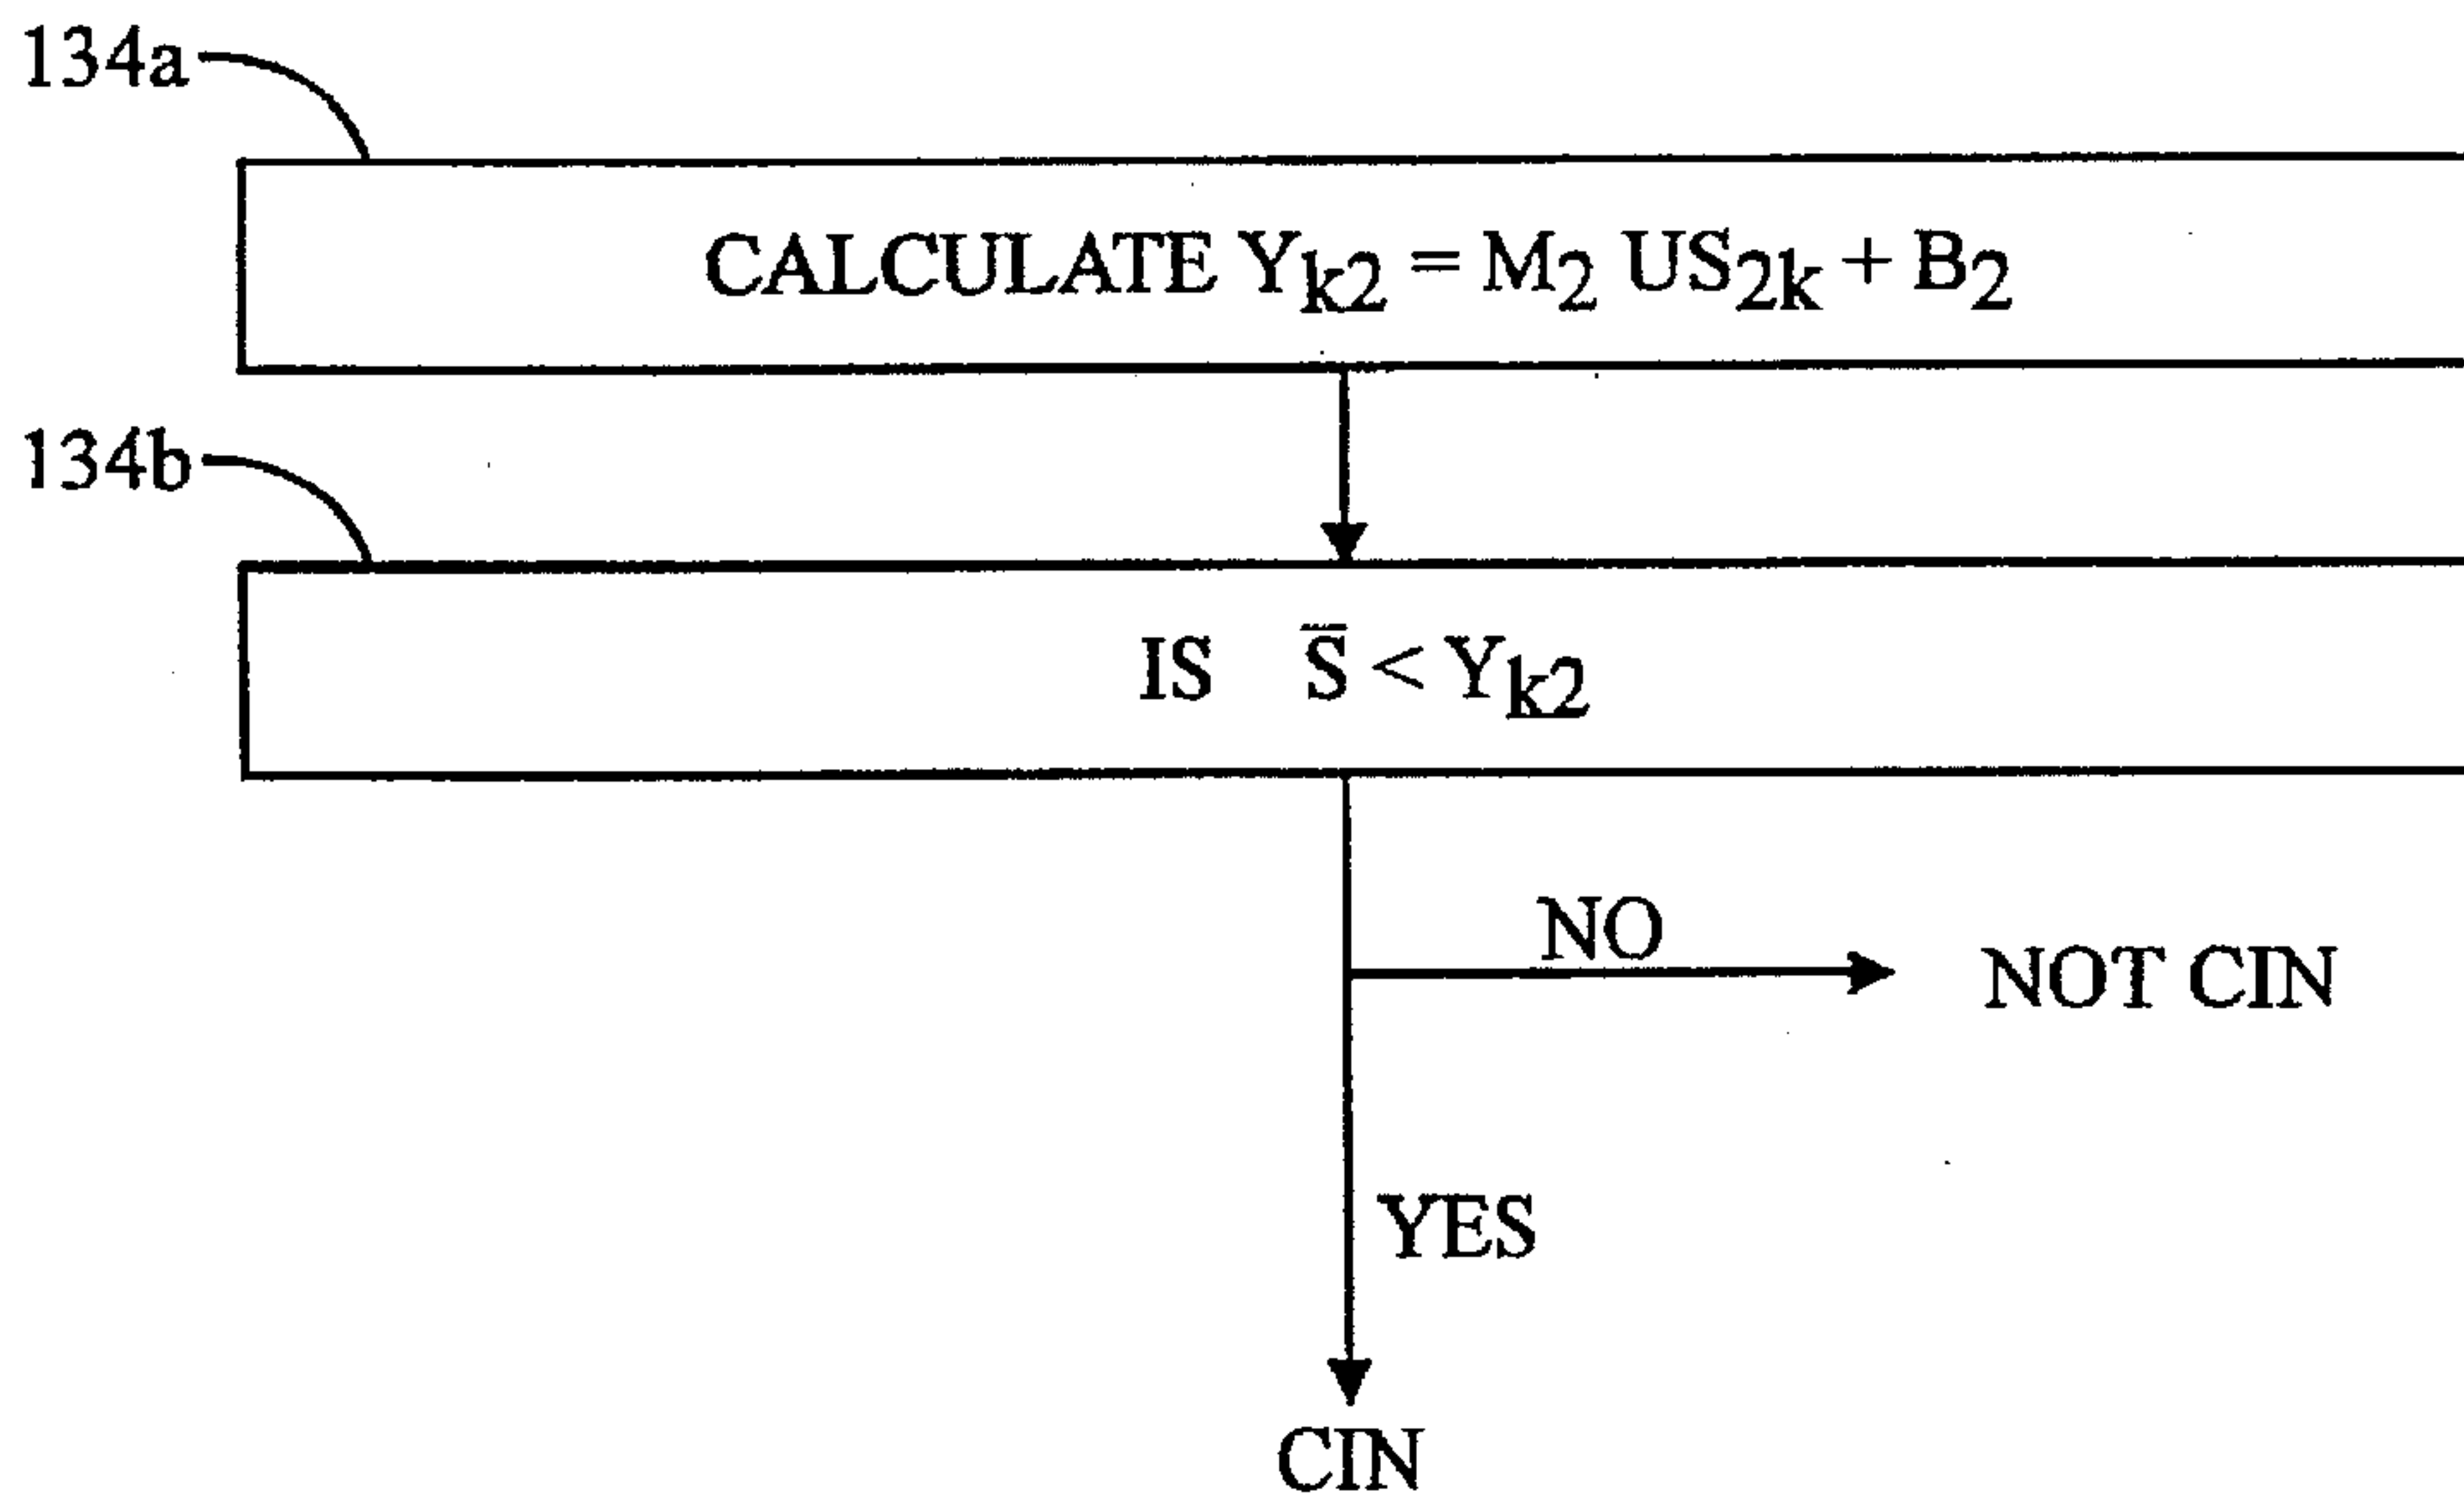 134a
CALCULATE Yk2 = M2 US2k + B2
134b
IS S̅ < Yk2
NO
NOT CIN
YES
CIN